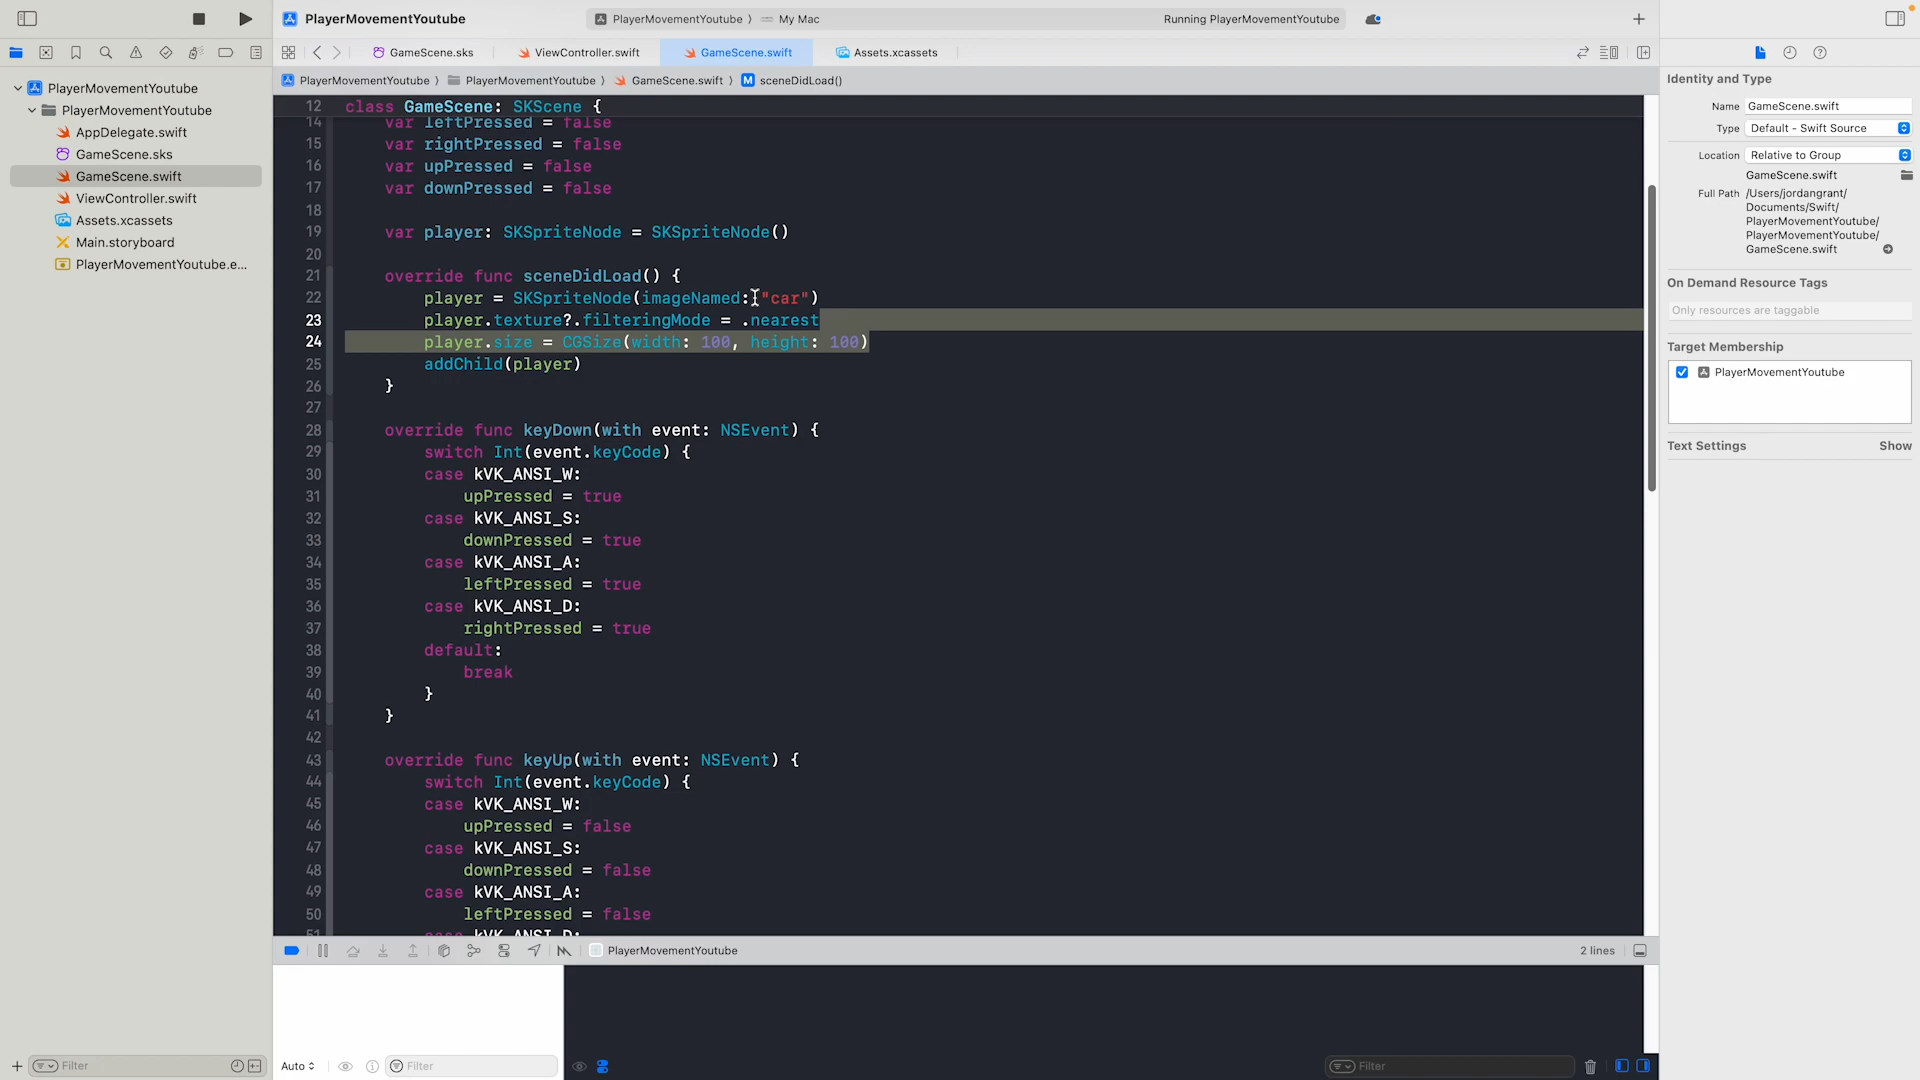 PlayerMovementYoutube
PlayerMovementYoutube 〉 My Mac
Running PlayerMovementYoutube
GameScene.sks
ViewController.swift
GameScene.swift
Assets.xcassets
PlayerMovementYoutube 〉 PlayerMovementYoutube 〉 GameScene.swift 〉 M sceneDidLoad()
PlayerMovementYoutube
PlayerMovementYoutube
AppDelegate.swift
GameScene.sks
GameScene.swift
ViewController.swift
Assets.xcassets
Main.storyboard
PlayerMovementYoutube.e...
Filter
12 class GameScene: SKScene {
14 var leftPressed = false
15 var rightPressed = false
16 var upPressed = false
17 var downPressed = false
18
19 var player: SKSpriteNode = SKSpriteNode()
20
21 override func sceneDidLoad() {
22 player = SKSpriteNode(imageNamed: "car")
23 player.texture?.filteringMode = .nearest
24 player.size = CGSize(width: 100, height: 100)
25 addChild(player)
26 }
27
28 override func keyDown(with event: NSEvent) {
29 switch Int(event.keyCode) {
30 case kVK_ANSI_W:
31 upPressed = true
32 case kVK_ANSI_S:
33 downPressed = true
34 case kVK_ANSI_A:
35 leftPressed = true
36 case kVK_ANSI_D:
37 rightPressed = true
38 default:
39 break
40 }
41 }
42
43 override func keyUp(with event: NSEvent) {
44 switch Int(event.keyCode) {
45 case kVK_ANSI_W:
46 upPressed = false
47 case kVK_ANSI_S:
48 downPressed = false
49 case kVK_ANSI_A:
50 leftPressed = false
51 case kVK_ANSI_D:
PlayerMovementYoutube
2 lines
Auto
Filter
Filter
Identity and Type
Name GameScene.swift
Type Default - Swift Source
Location Relative to Group
GameScene.swift
Full Path /Users/jordangrant/
Documents/Swift/
PlayerMovementYoutube/
PlayerMovementYoutube/
GameScene.swift
On Demand Resource Tags
Only resources are taggable
Target Membership
PlayerMovementYoutube
Text Settings Show